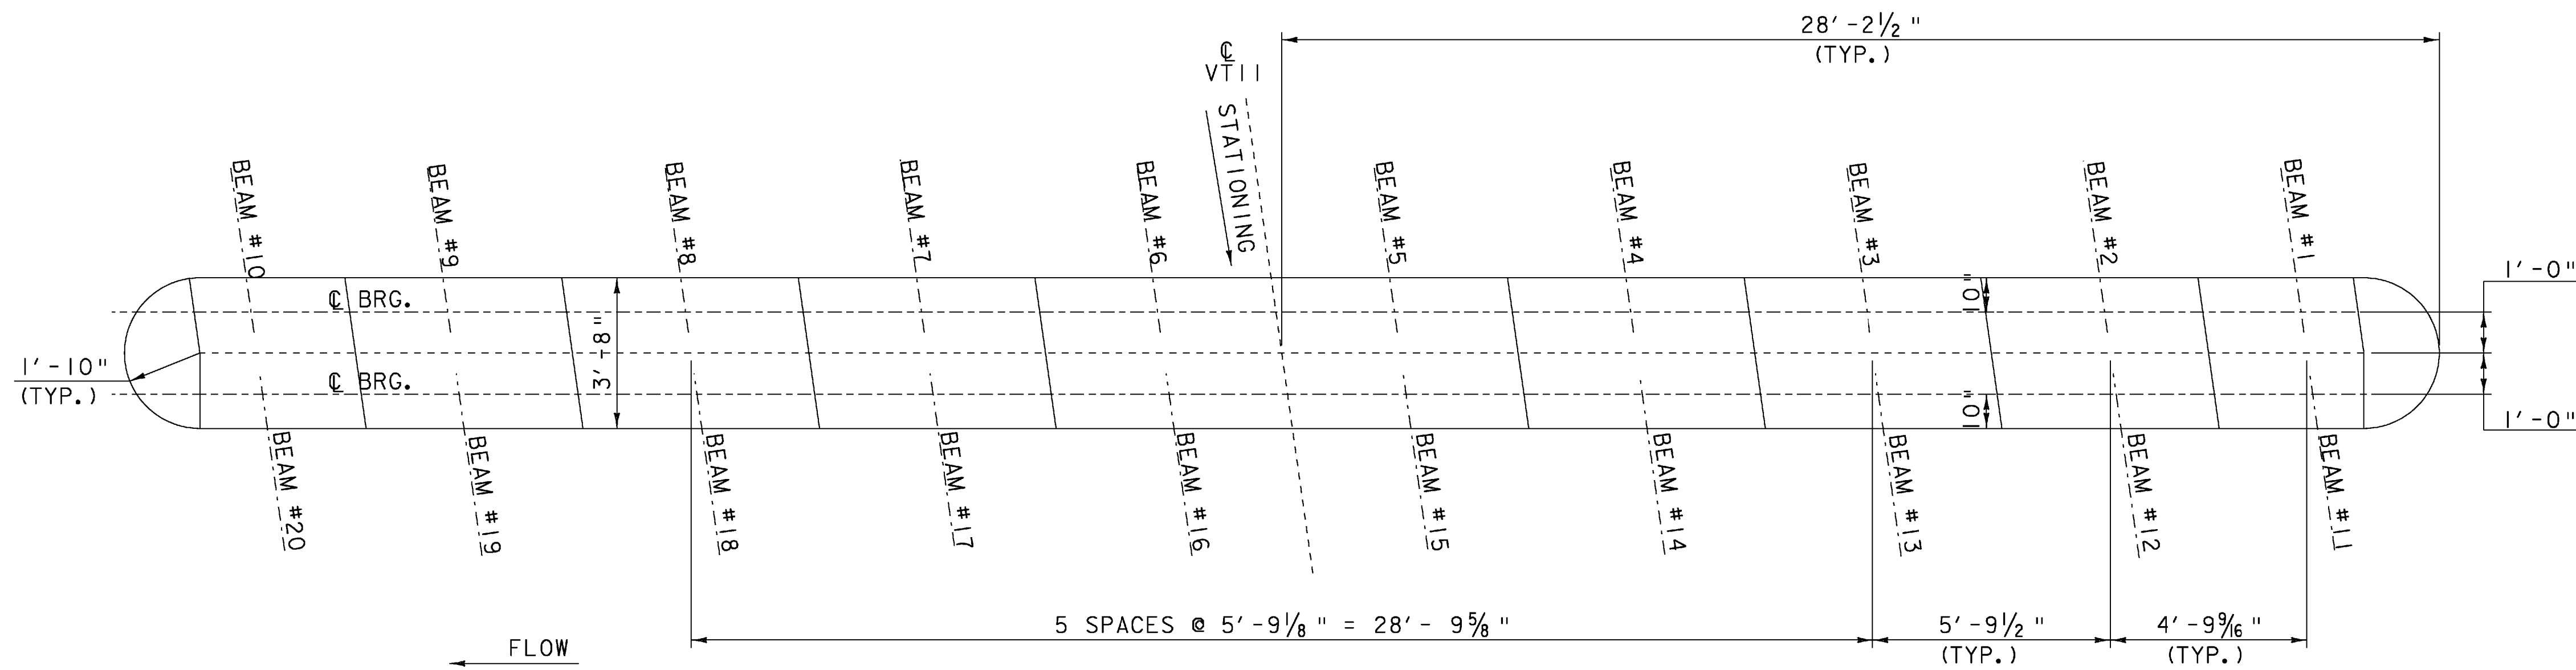 28'-2½"
(TYP.)
℄
VT11
STATIONING
BEAM #10
BEAM #9
BEAM #8
BEAM #7
BEAM #6
BEAM #5
BEAM #4
BEAM #3
BEAM #2
BEAM #1
℄ BRG.
10"
1'-0"
3'-8"
1'-10"
(TYP.)
℄ BRG.
10"
1'-0"
BEAM #20
BEAM #19
BEAM #18
BEAM #17
BEAM #16
BEAM #15
BEAM #14
BEAM #13
BEAM #12
BEAM #11
5 SPACES @ 5'-9⅛" = 28'-9⅝"
5'-9½"
(TYP.)
4'-9 9/16"
(TYP.)
FLOW